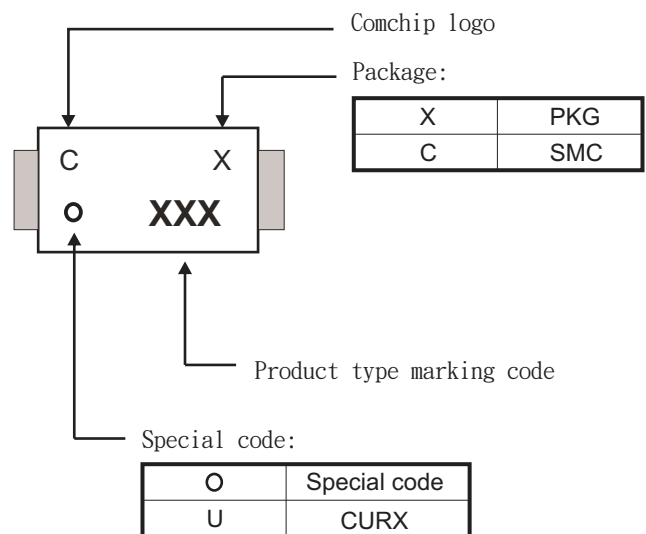 Comchip logo
Package:
X PKG
C SMC
C X
O XXX
Product type marking code
Special code:
O Special code
U CURX